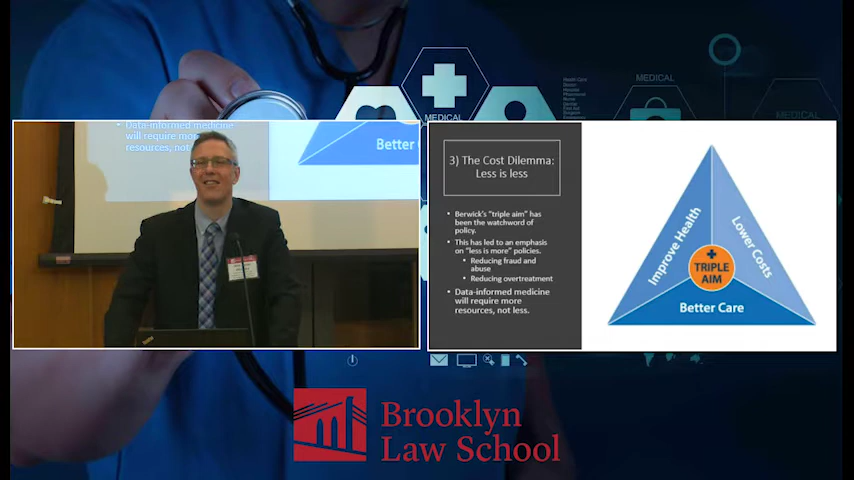 MEDICAL
MEDICAL
MEDICAL
Data-informed medicine
will require more
resources, not
Better
3) The Cost Dilemma:
Less is less
• Berwick's "triple aim" has
been the watchword of
policy.
• This has led to an emphasis
on "less is more" policies.
• Reducing fraud and
abuse
• Reducing overtreatment
• Data-informed medicine
will require more
resources, not less.
Improve Health
Lower Costs
TRIPLE
AIM
Better Care
Brooklyn
Law School